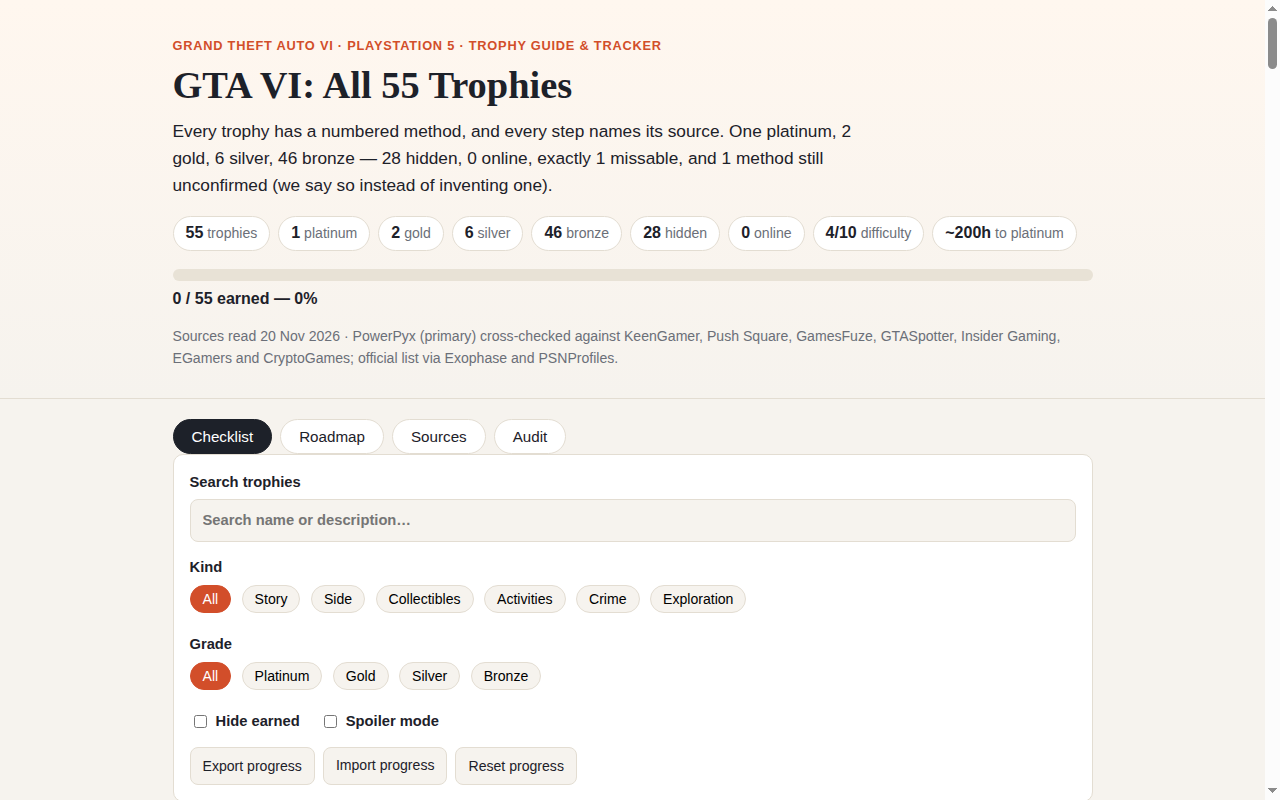 GRAND THEFT AUTO VI · PLAYSTATION 5 · TROPHY GUIDE & TRACKER
GTA VI: All 55 Trophies
Every trophy has a numbered method, and every step names its source. One platinum, 2
gold, 6 silver, 46 bronze — 28 hidden, 0 online, exactly 1 missable, and 1 method still
unconfirmed (we say so instead of inventing one).
55 trophies 1 platinum 2 gold 6 silver 46 bronze 28 hidden 0 online 4/10 difficulty ~200h to platinum
0 / 55 earned — 0%
Sources read 20 Nov 2026 · PowerPyx (primary) cross-checked against KeenGamer, Push Square, GamesFuze, GTASpotter, Insider Gaming,
EGamers and CryptoGames; official list via Exophase and PSNProfiles.
Checklist Roadmap Sources Audit
Search trophies
Search name or description…
Kind
All Story Side Collectibles Activities Crime Exploration
Grade
All Platinum Gold Silver Bronze
Hide earned Spoiler mode
Export progress Import progress Reset progress